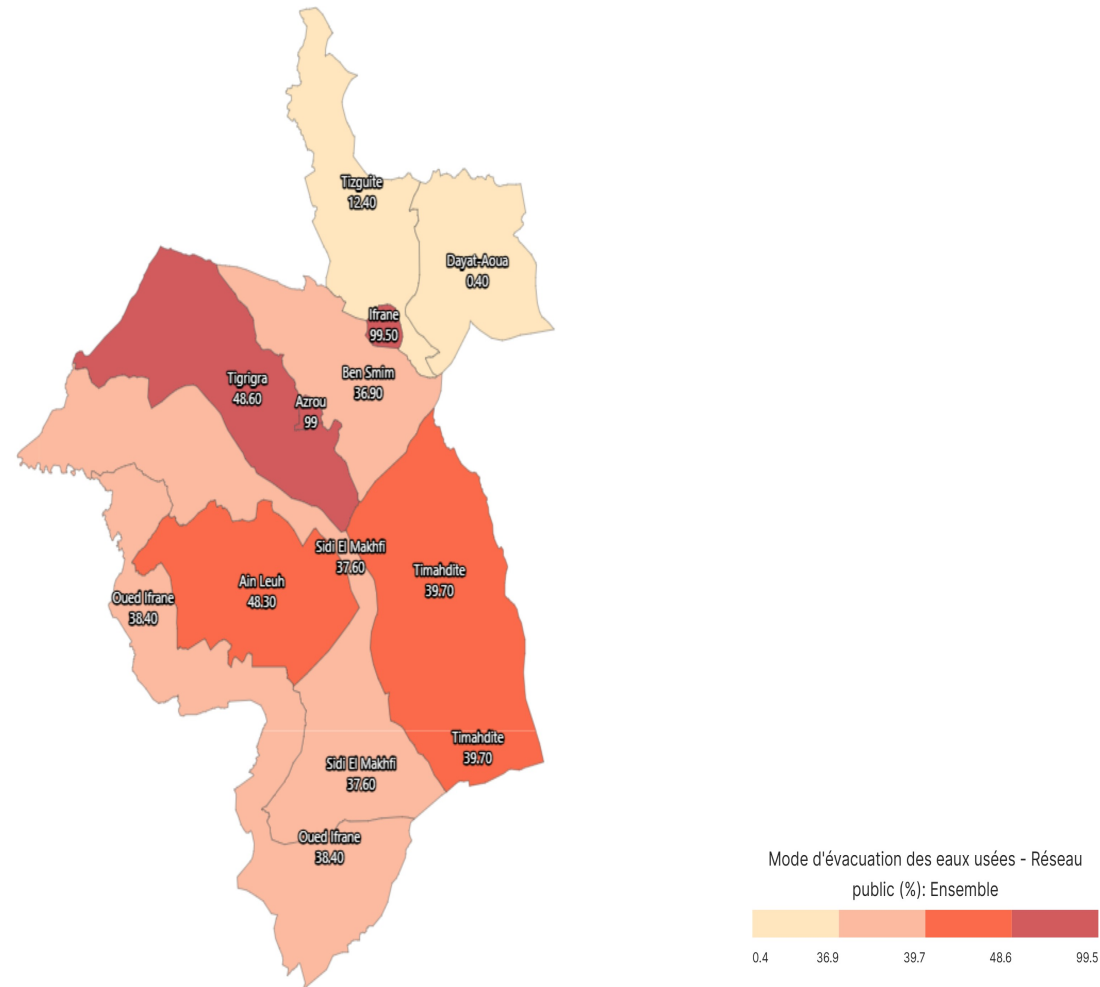 Tizguite
12.40
Dayat-Aoua
0.40
Ifrane
99.50
Ben Smim
36.90
Tigrigra
48.60
Azrou
99
Sidi El Makhfi
37.60
Timahdite
39.70
Ain Leuh
48.30
Oued Ifrane
38.40
Timahdite
39.70
Sidi El Makhfi
37.60
Oued Ifrane
38.40
Mode d'évacuation des eaux usées - Réseau
public (%): Ensemble
0.4 36.9 39.7 48.6 99.5